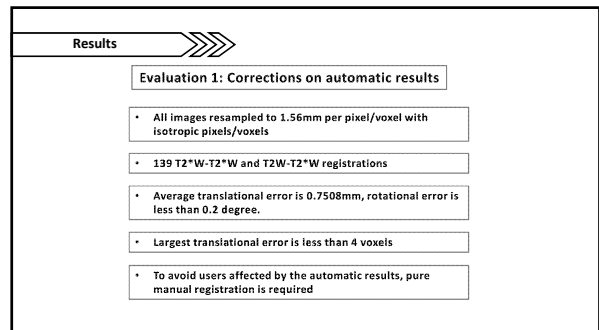 Results
Evaluation 1: Corrections on automatic results
• All images resampled to 1.56mm per pixel/voxel with
isotropic pixels/voxels
• 139 T2*W-T2*W and T2W-T2*W registrations
• Average translational error is 0.7508mm, rotational error is
less than 0.2 degree.
• Largest translational error is less than 4 voxels
• To avoid users affected by the automatic results, pure
manual registration is required